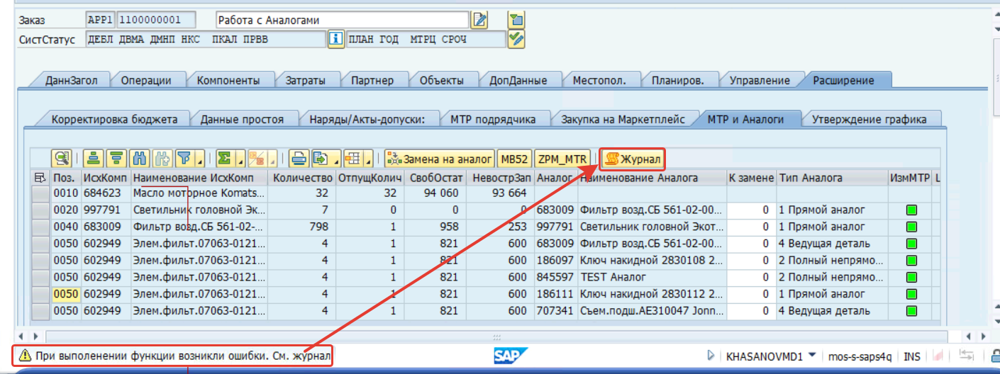 Заказ APP1 1100000001 Работа с Аналогами
СистСтатус ДЕБЛ ДВМА ДМНП НКС ПКАЛ ПРВВ ПЛАН ГОД МТРЦ СРОЧ
ДаннЗагол Операции Компоненты Затраты Партнер Объекты ДопДанные Местопол. Планиров. Управление Расширение
Корректировка бюджета Данные простоя Наряды/Акты-допуски: МТР подрядчика Закупка на Маркетплейс МТР и Аналоги Утверждение графика
Замена на аналог MB52 ZPM_MTR Журнал
Поз. ИсхКомп Наименование ИсхКомп Количество ОтпущКолич СвобОстат НевострЗап Аналог Наименование Аналога К замене Тип Аналога ИзмМТР L
0010 684623 Масло моторное Komats... 32 32 94 060 93 664
0020 997791 Светильник головной Эк... 7 0 0 0 683009 Фильтр возд.СБ 561-02-00... 0 1 Прямой аналог
0040 683009 Фильтр возд.СБ 561-02-... 798 1 958 253 997791 Светильник головной Экот... 0 1 Прямой аналог
0050 602949 Элем.фильт.07063-0121... 4 1 821 600 683009 Фильтр возд.СБ 561-02-00... 0 4 Ведущая деталь
0050 602949 Элем.фильт.07063-0121... 4 1 821 600 186097 Ключ накидной 2830108 2... 0 2 Полный непрямо...
0050 602949 Элем.фильт.07063-0121... 4 1 821 600 845597 TEST Аналог 0 2 Полный непрямо...
0050 602949 Элем.фильт.07063-0121... 4 1 821 600 186111 Ключ накидной 2830112 2... 0 1 Прямой аналог
0050 602949 Элем.фильт.07063-0121... 4 1 821 600 707341 Съем.подш.AE310047 Jonn... 0 4 Ведущая деталь
При выполенении функции возникли ошибки. См. журнал SAP KHASANOVMD1 mos-s-saps4q INS